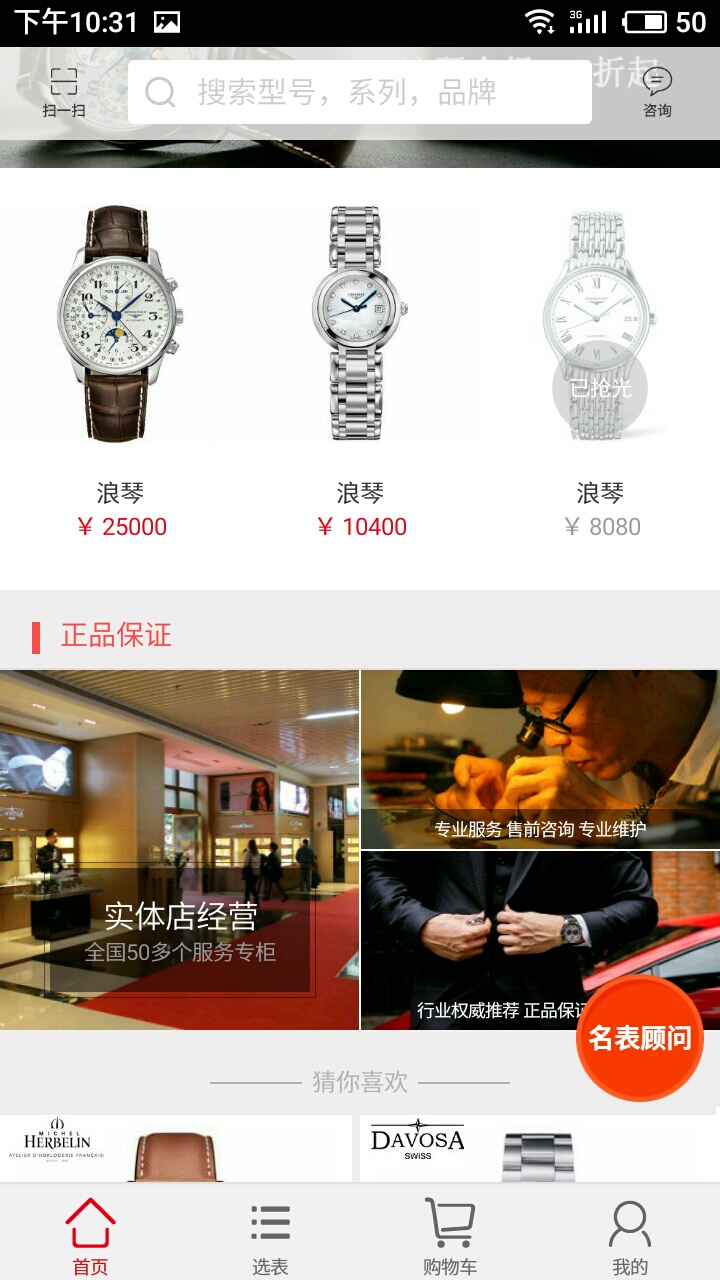 下午10:31
3G
50
扫一扫
搜索型号，系列，品牌
折起
咨询
已抢光
浪琴
浪琴
浪琴
¥ 25000
¥ 10400
¥ 8080
正品保证
DAVOSA
实体店经营
全国50多个服务专柜
专业服务 售前咨询 专业维护
行业权威推荐 正品保证
名表顾问
猜你喜欢
MICHEL
HERBELIN
ATELIER D'HORLOGERIE FRANÇAIS
DAVOSA
SWISS
首页
选表
购物车
我的